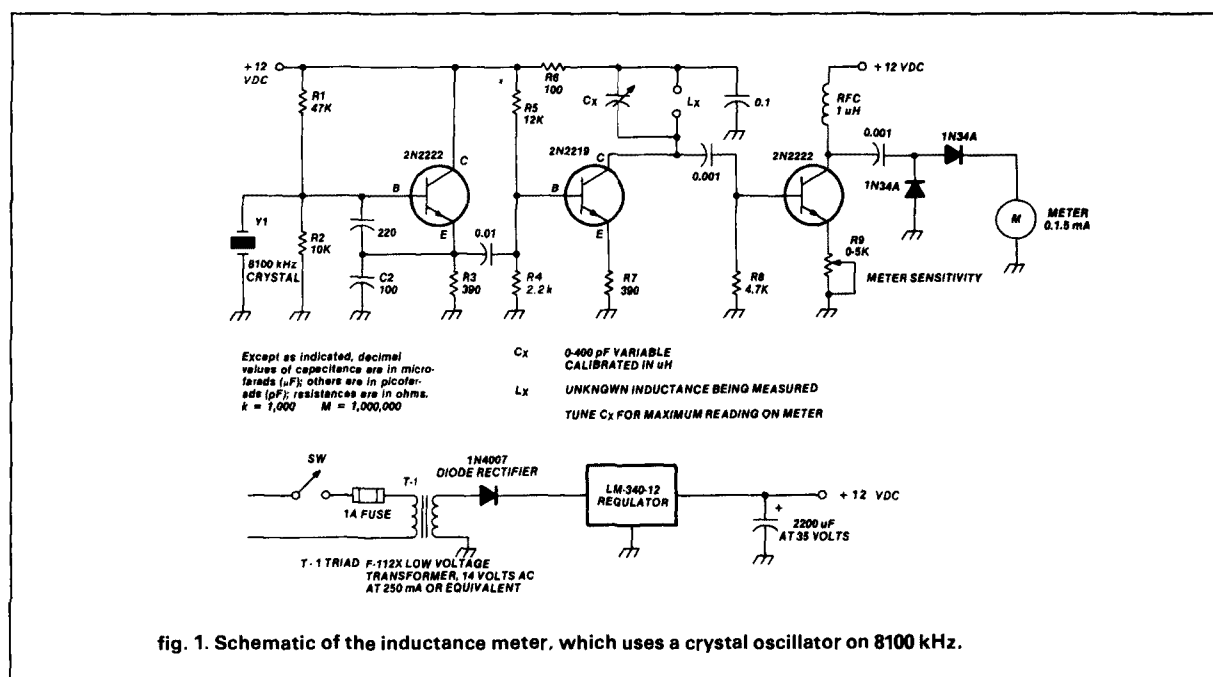 + 12
VDC
R1
47K
Y1
8100 kHz
CRYSTAL
R2
10K
220
C2
100
2N2222
B
C
E
R3
390
0.01
R5
12K
R4
2.2k
R6
100
2N2219
B
C
E
R7
390
Cx
Lx
0.1
0.001
R8
4.7K
2N2222
+ 12 VDC
RFC
1 uH
0.001
1N34A
1N34A
R9
0-5K
METER SENSITIVITY
M
METER
0.1.5 mA
Except as indicated, decimal
values of capacitance are in micro-
farads (µF); others are in picofar-
ads (pF); resistances are in ohms.
k = 1,000 M = 1,000,000
Cx 0-400 pF VARIABLE
CALIBRATED IN uH
Lx UNKNOWN INDUCTANCE BEING MEASURED
TUNE Cx FOR MAXIMUM READING ON METER
SW
1A FUSE
T-1
1N4007
DIODE RECTIFIER
LM-340-12
REGULATOR
+ 12 VDC
+
2200 uF
AT 35 VOLTS
T-1 TRIAD F-112X LOW VOLTAGE
TRANSFORMER, 14 VOLTS AC
AT 250 mA OR EQUIVALENT
fig. 1. Schematic of the inductance meter, which uses a crystal oscillator on 8100 kHz.